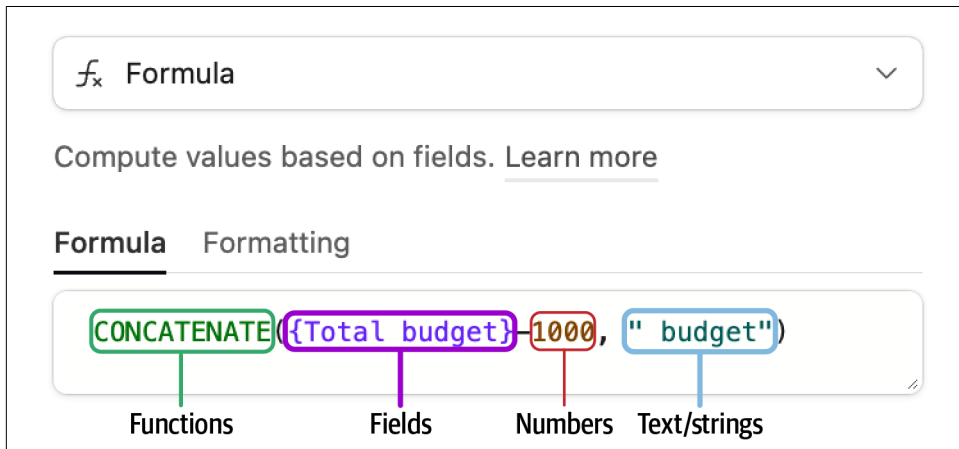 fx Formula
Compute values based on fields. Learn more
Formula Formatting
CONCATENATE({Total budget}-1000, " budget")
Functions Fields Numbers Text/strings